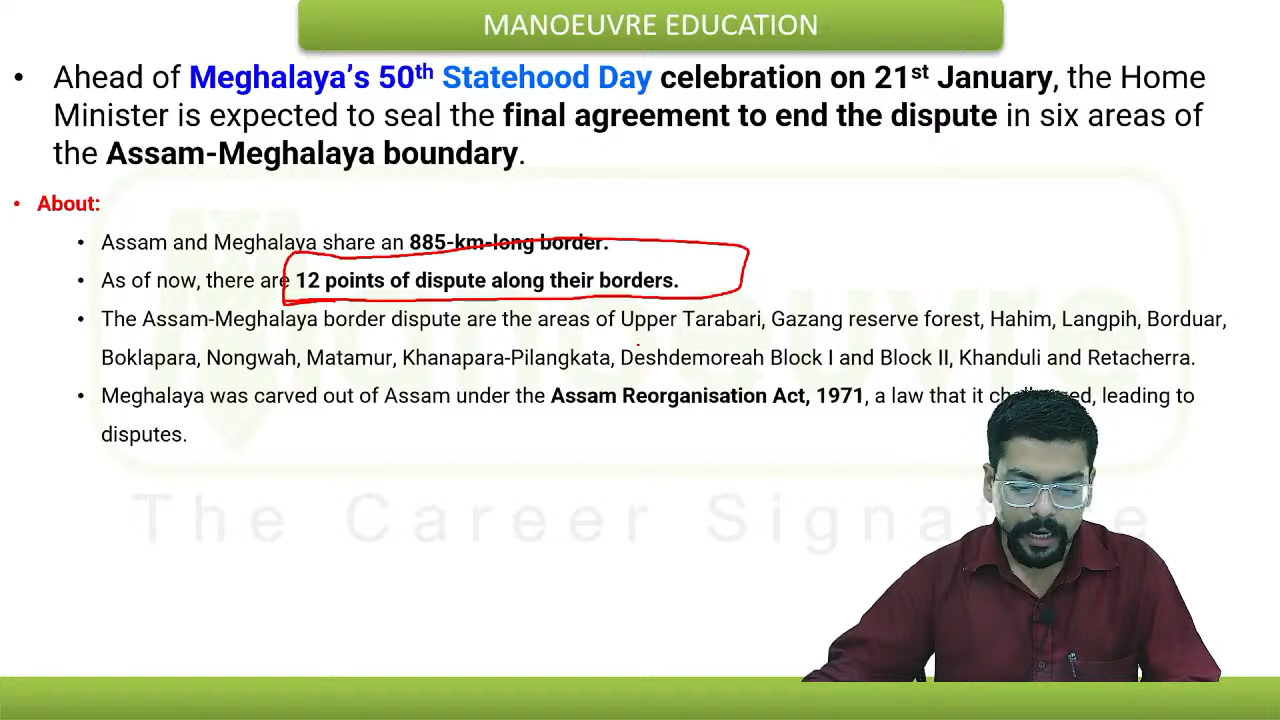 MANOEUVRE EDUCATION
• Ahead of Meghalaya's 50th Statehood Day celebration on 21st January, the Home
Minister is expected to seal the final agreement to end the dispute in six areas of
the Assam-Meghalaya boundary.
• About:
• Assam and Meghalaya share an 885-km-long border.
• As of now, there are 12 points of dispute along their borders.
• The Assam-Meghalaya border dispute are the areas of Upper Tarabari, Gazang reserve forest, Hahim, Langpih, Borduar,
Boklapara, Nongwah, Matamur, Khanapara-Pilangkata, Deshdemoreah Block I and Block II, Khanduli and Retacherra.
• Meghalaya was carved out of Assam under the Assam Reorganisation Act, 1971, a law that it , leading to
disputes.
Manoeuvre
The Career Signature